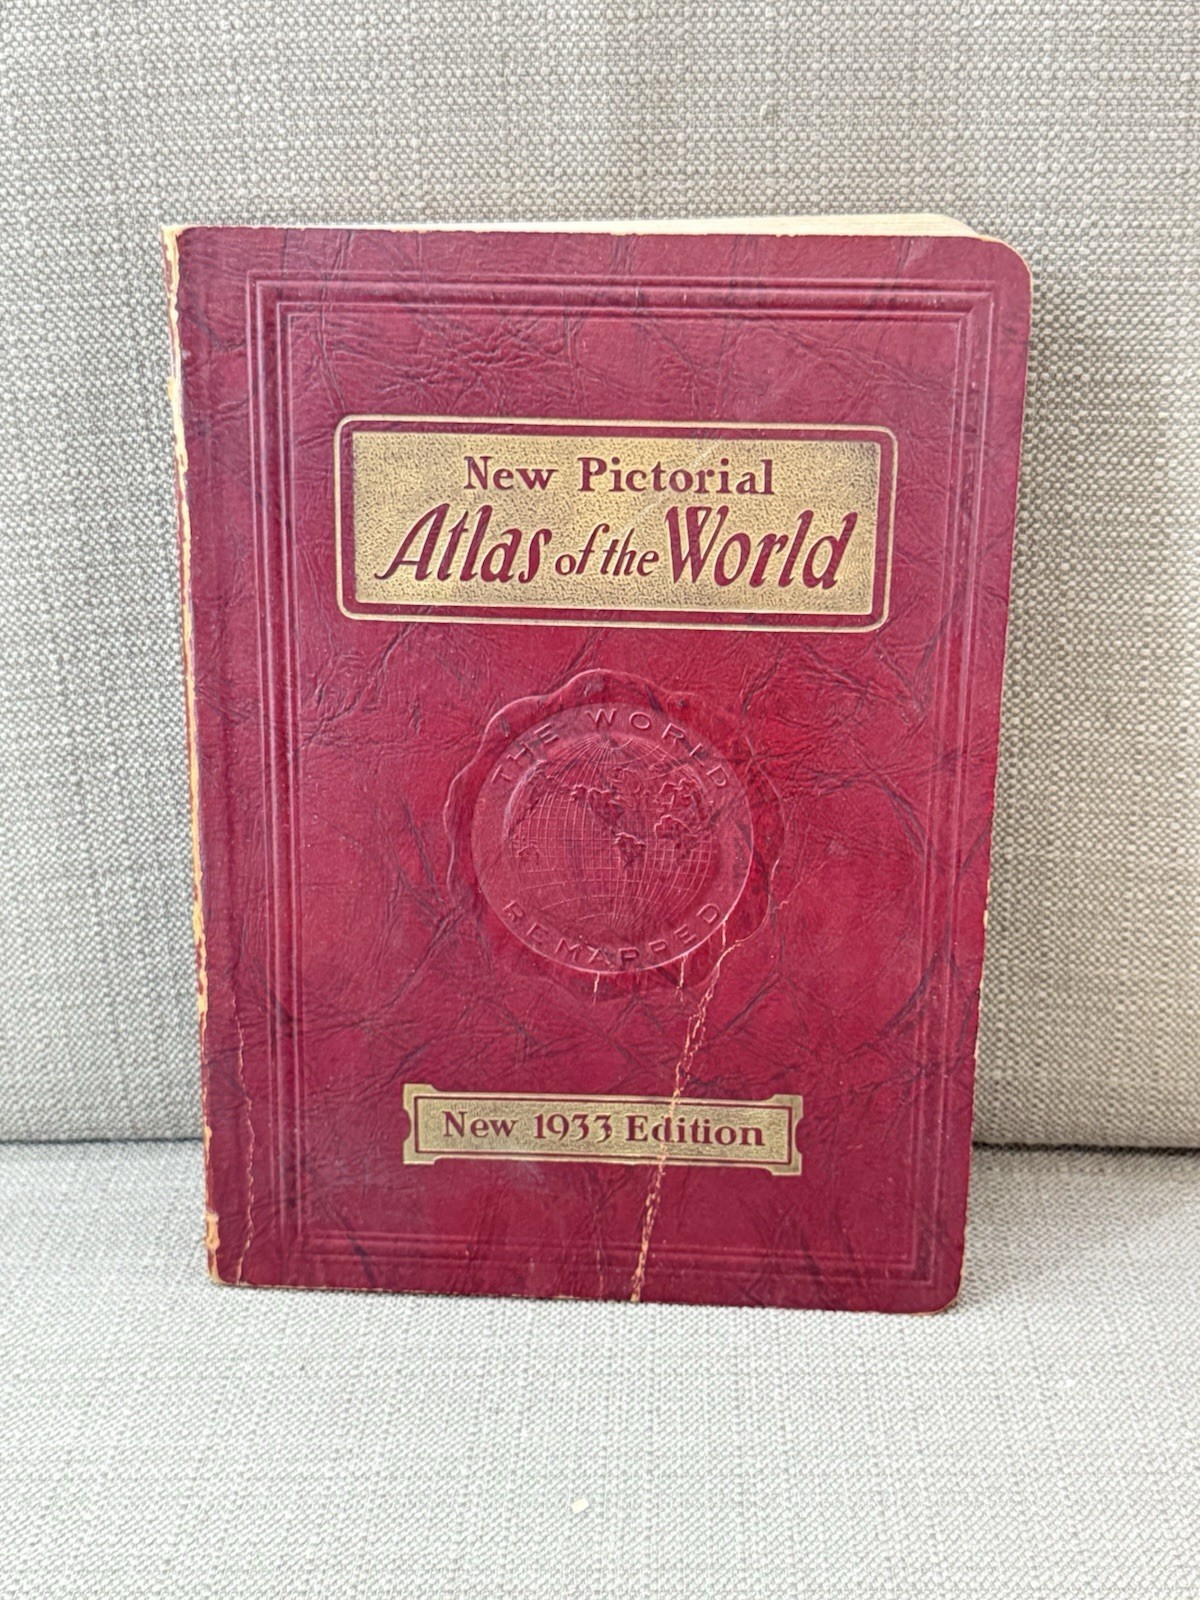 New Pictorial
Atlas of the World
THE WORLD
REMAPPED
New 1933 Edition